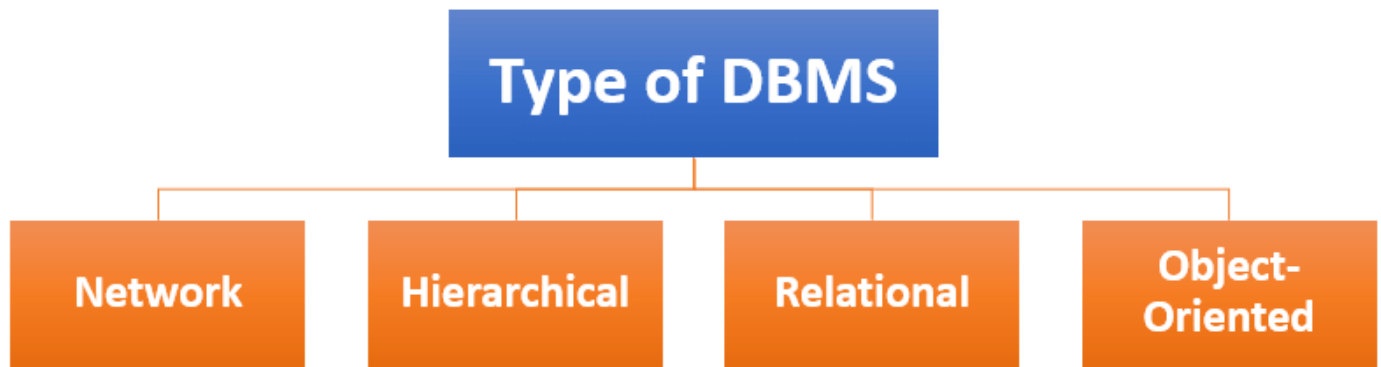 Type of DBMS
Network
Hierarchical
Relational
Object-
Oriented